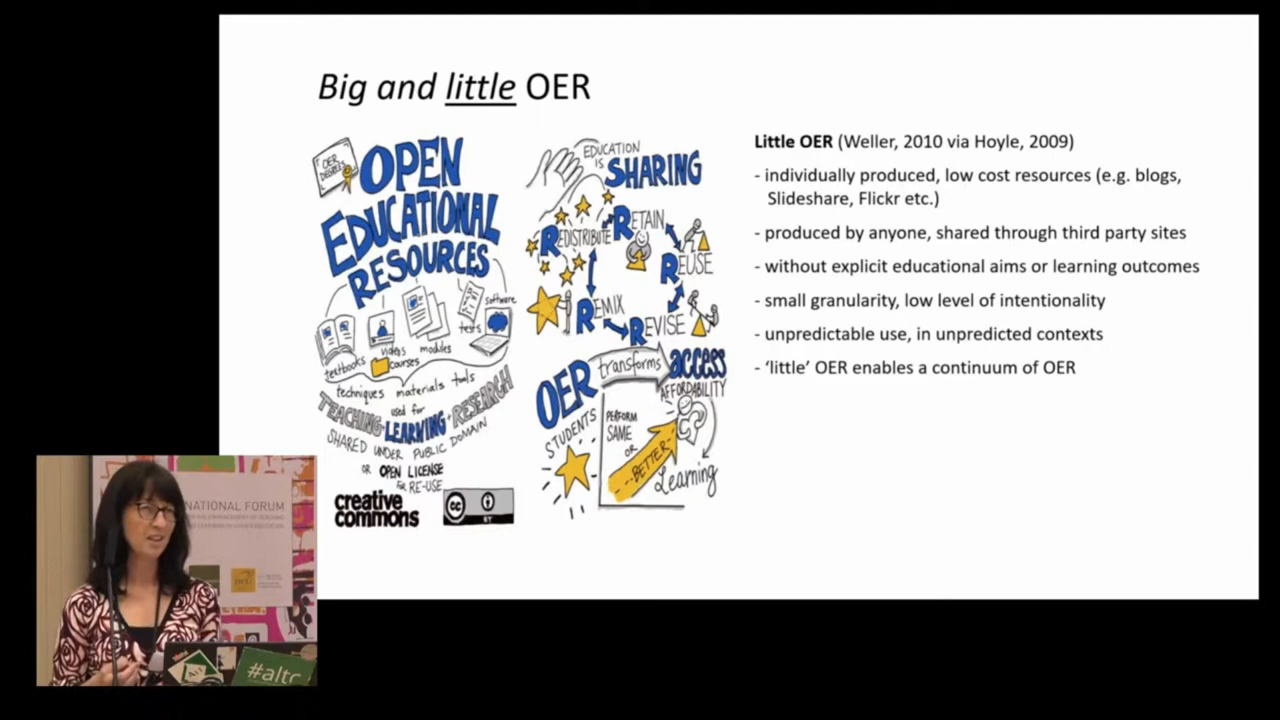 Big and little OER
OER
DEGREES
OPEN
EDUCATIONAL
RESOURCES
software
tests
textbooks
videos
modules
courses
techniques materials tools
used for
TEACHING-LEARNING+RESEARCH
SHARED UNDER PUBLIC DOMAIN
OR OPEN LICENSE
for RE-USE
creative
commons
cc
BY
EDUCATION
IS
SHARING
REDISTRIBUTE
RETAIN
REUSE
REMIX
REVISE
OER
transforms
access
AFFORDABILITY
STUDENTS
PERFORM
SAME
OR
--BETTER-
Learning
Little OER (Weller, 2010 via Hoyle, 2009)
- individually produced, low cost resources (e.g. blogs,
Slideshare, Flickr etc.)
- produced by anyone, shared through third party sites
- without explicit educational aims or learning outcomes
- small granularity, low level of intentionality
- unpredictable use, in unpredicted contexts
- ‘little’ OER enables a continuum of OER
NATIONAL FORUM
#altc